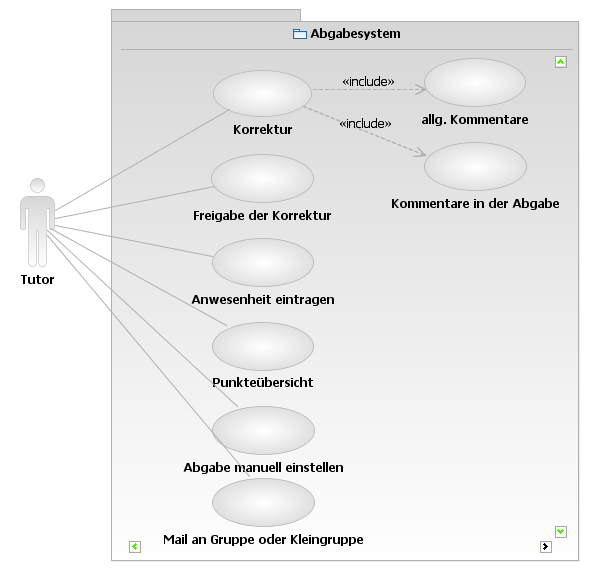 Abgabesystem
«include»
Korrektur
allg. Kommentare
«include»
Kommentare in der Abgabe
Freigabe der Korrektur
Tutor
Anwesenheit eintragen
Punkteübersicht
Abgabe manuell einstellen
Mail an Gruppe oder Kleingruppe